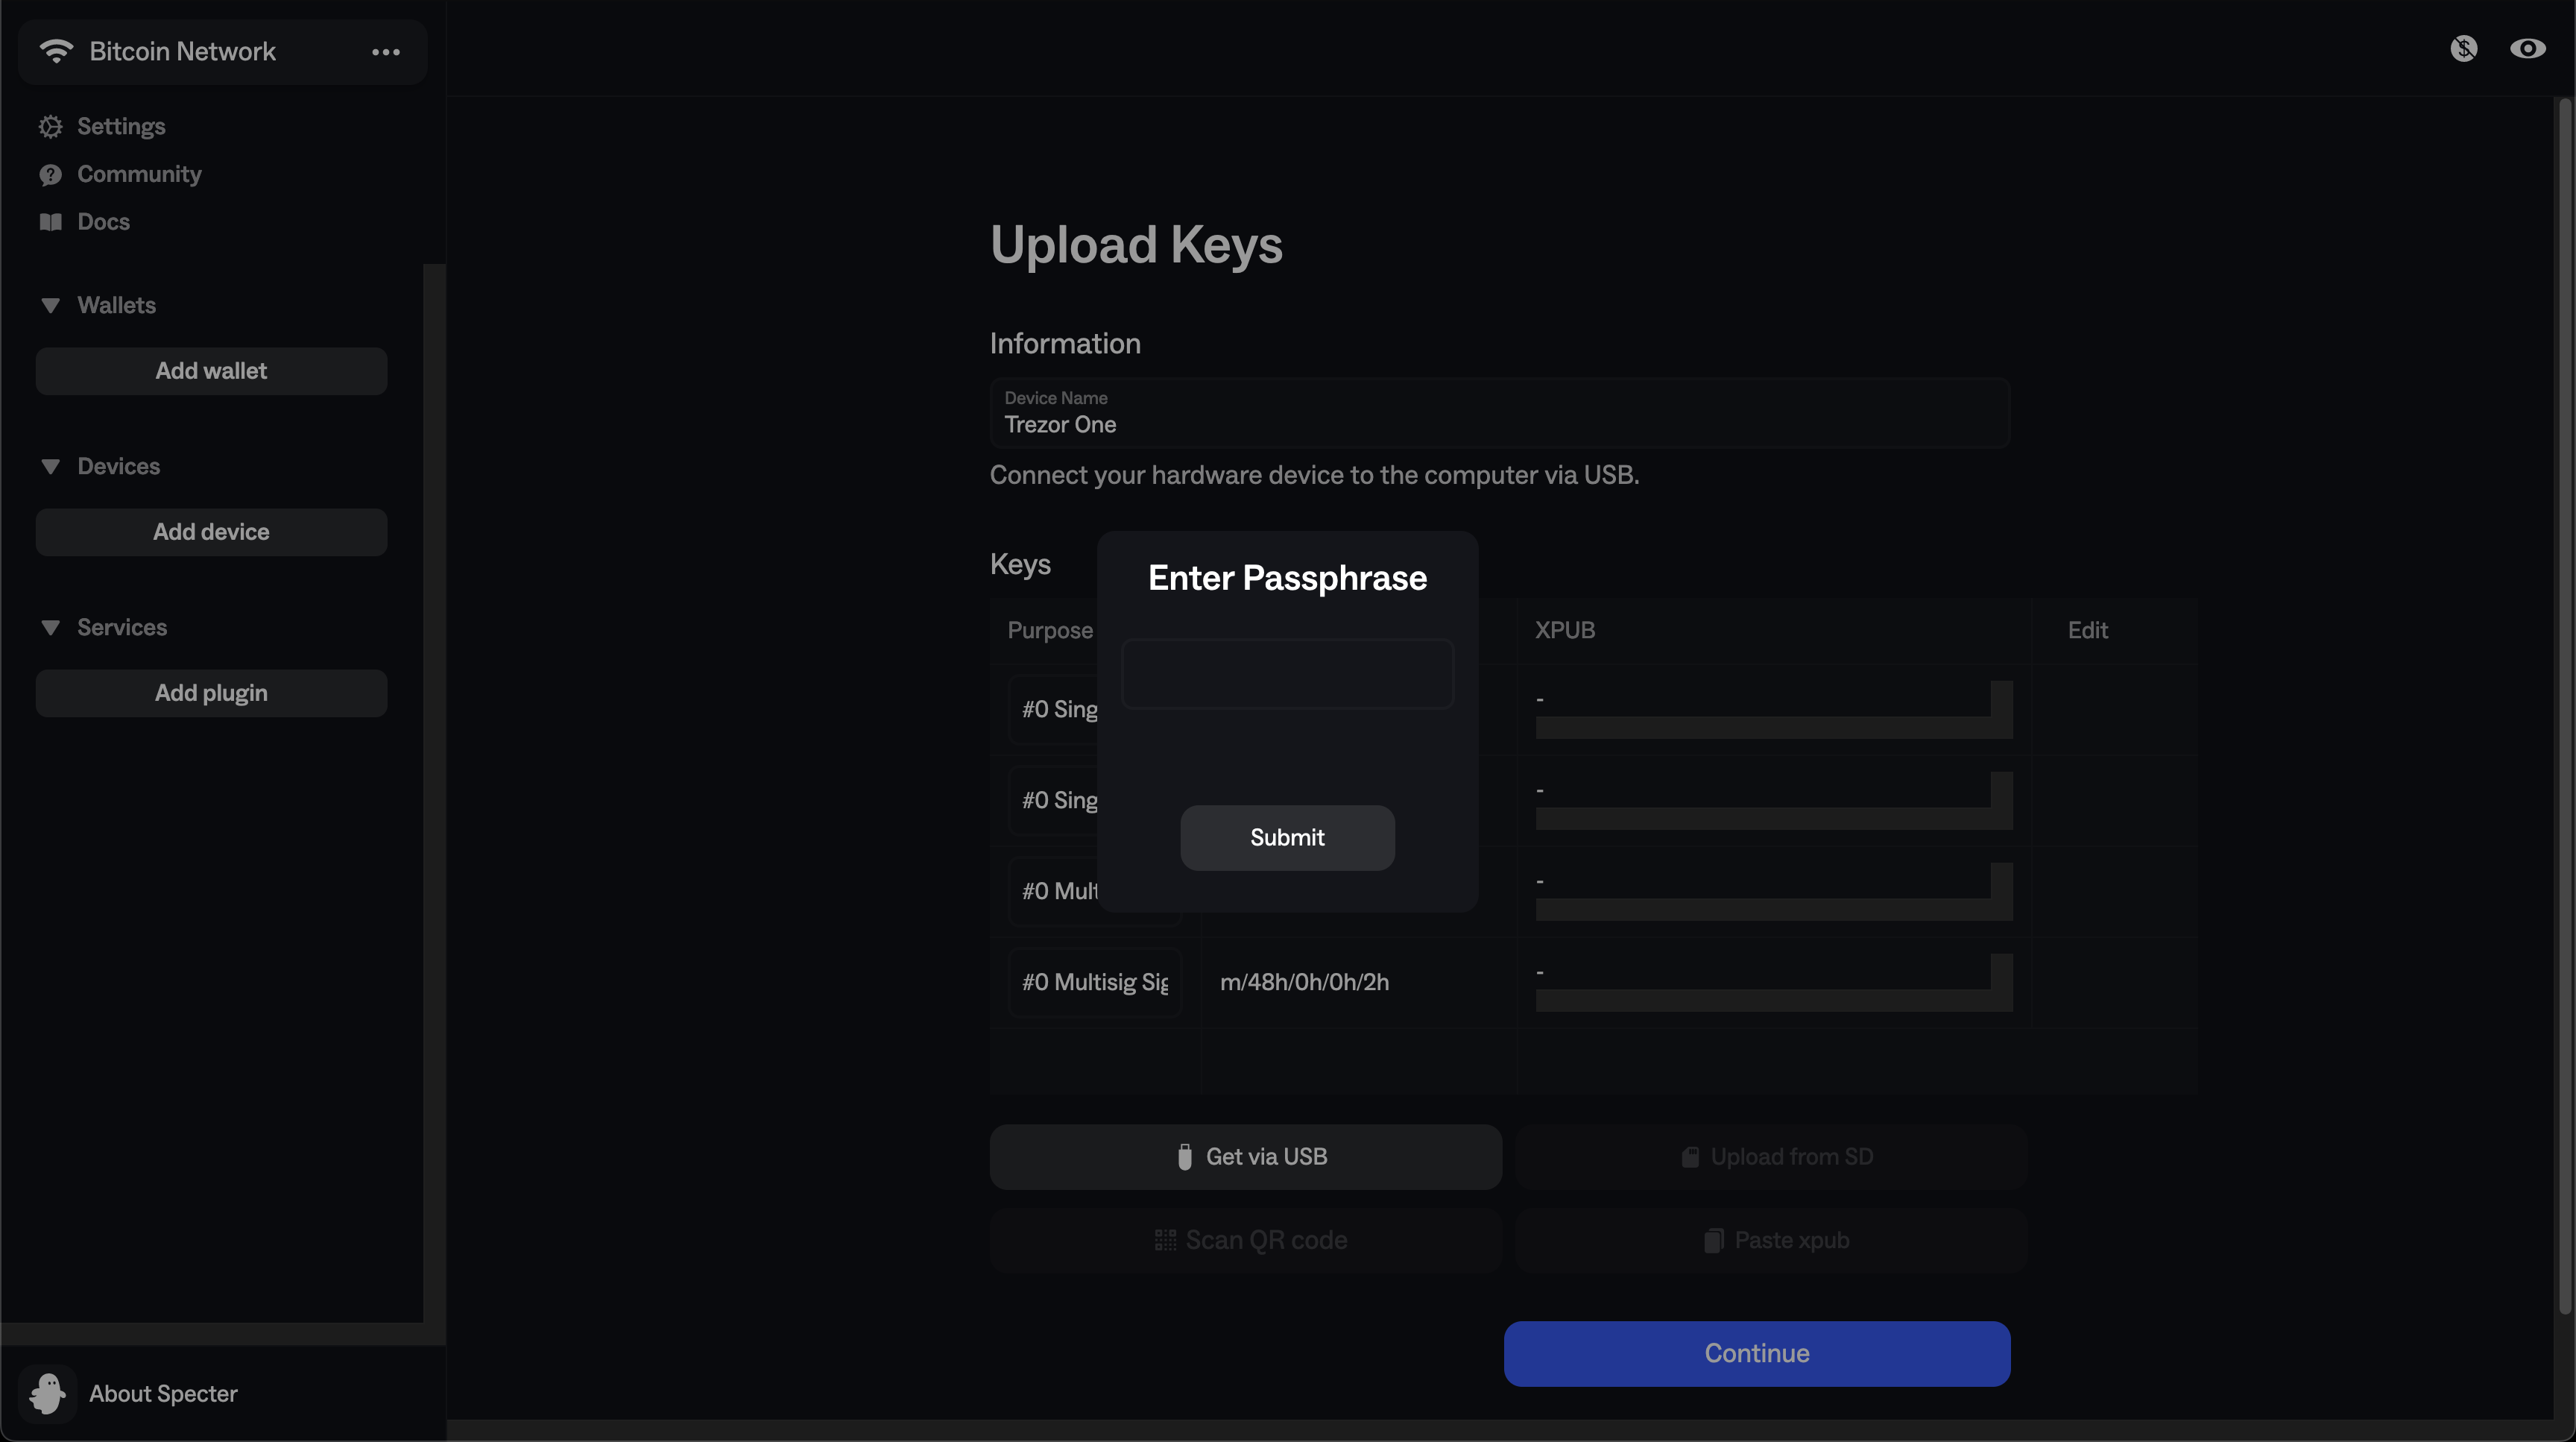 Bitcoin Network
Settings
Community
Docs
Wallets
Add wallet
Devices
Add device
Services
Add plugin
About Specter
Upload Keys
Information
Device Name
Trezor One
Connect your hardware device to the computer via USB.
Keys
Purpose XPUB Edit
#0 Sing -
#0 Sing -
#0 Mult -
#0 Multisig Sig m/48h/0h/0h/2h -
Enter Passphrase
Submit
Get via USB
Upload from SD
Scan QR code
Paste xpub
Continue